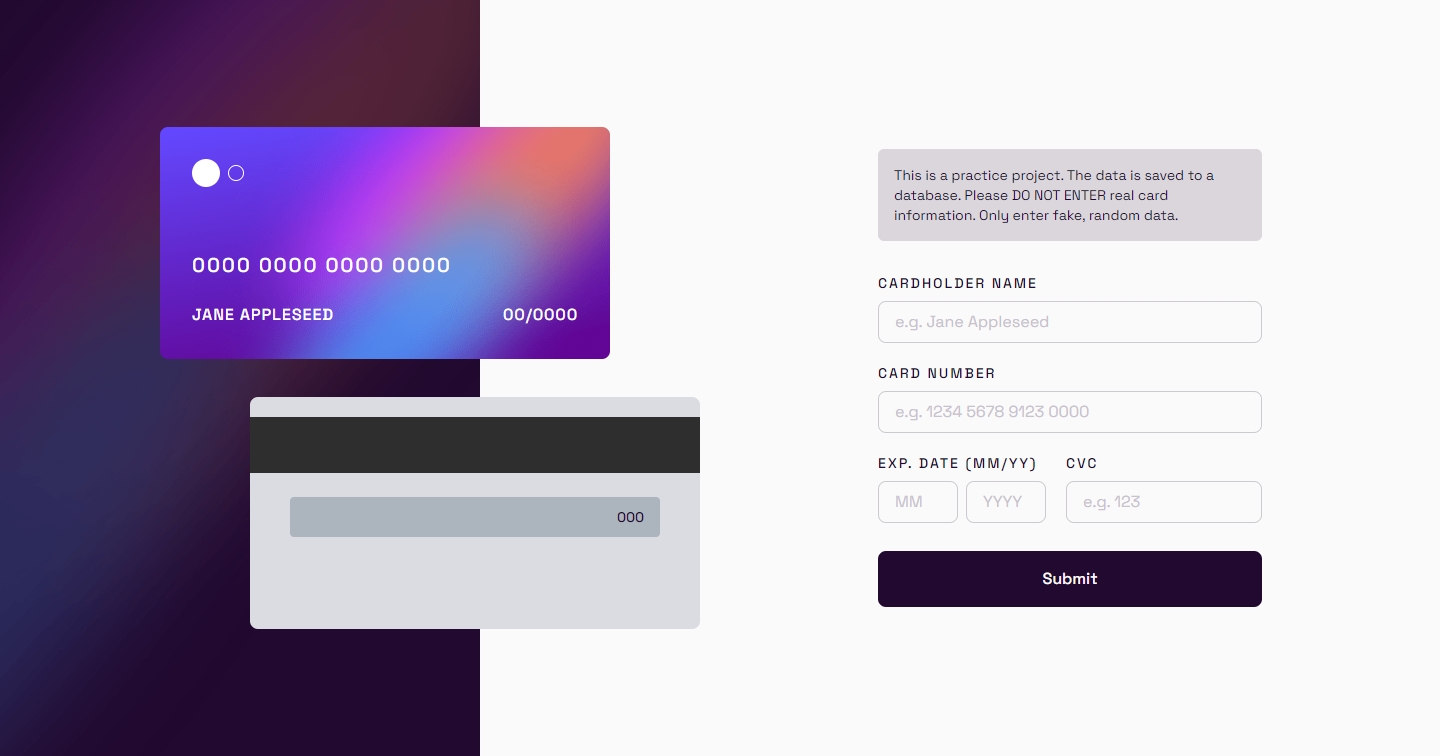 0000 0000 0000 0000
JANE APPLESEED 00/0000
000
This is a practice project. The data is saved to a
database. Please DO NOT ENTER real card
information. Only enter fake, random data.
CARDHOLDER NAME
e.g. Jane Appleseed
CARD NUMBER
e.g. 1234 5678 9123 0000
EXP. DATE (MM/YY) CVC
MM YYYY e.g. 123
Submit